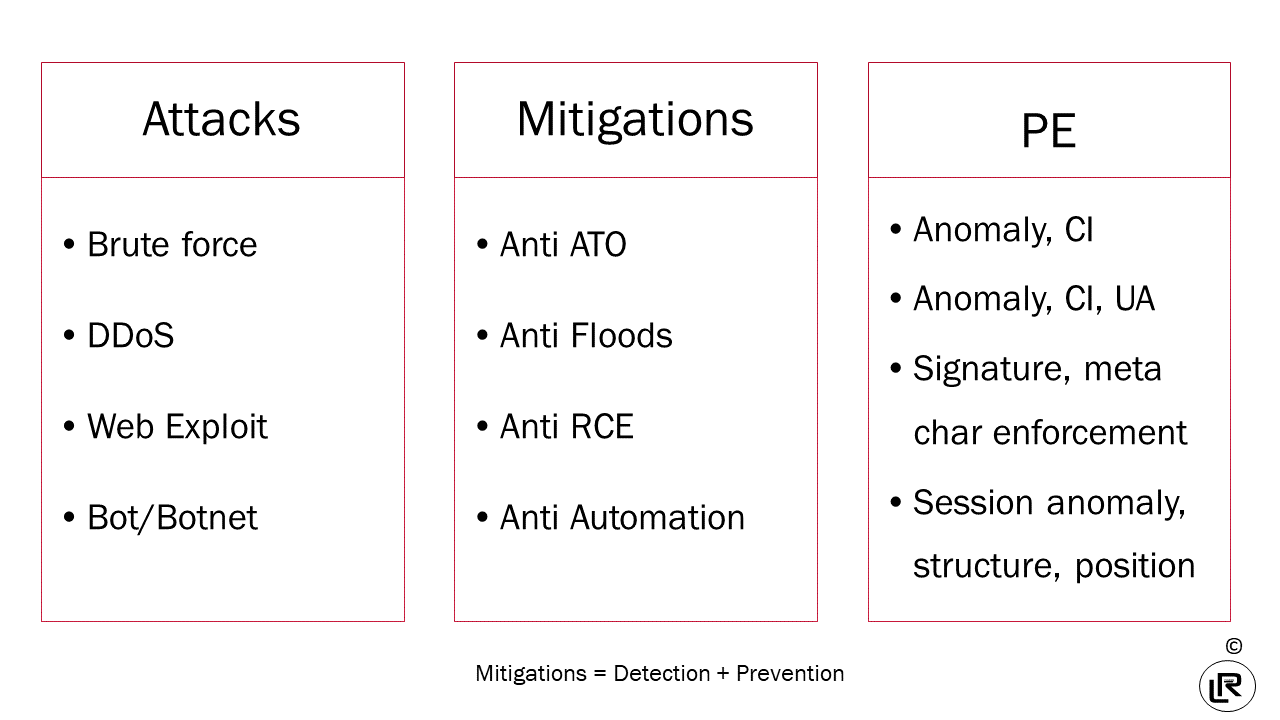 Attacks
• Brute force
• DDoS
• Web Exploit
• Bot/Botnet
Mitigations
• Anti ATO
• Anti Floods
• Anti RCE
• Anti Automation
PE
• Anomaly, CI
• Anomaly, CI, UA
• Signature, meta
char enforcement
• Session anomaly,
structure, position
Mitigations = Detection + Prevention
©
LR